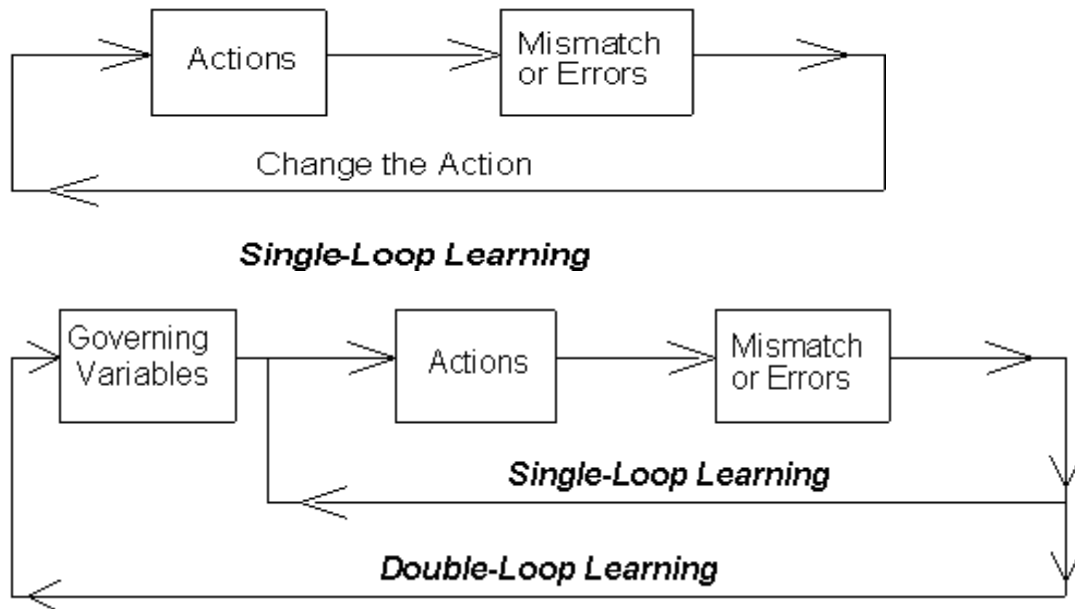 Actions
Mismatch
or Errors
Change the Action
Single-Loop Learning
Governing
Variables
Actions
Mismatch
or Errors
Single-Loop Learning
Double-Loop Learning